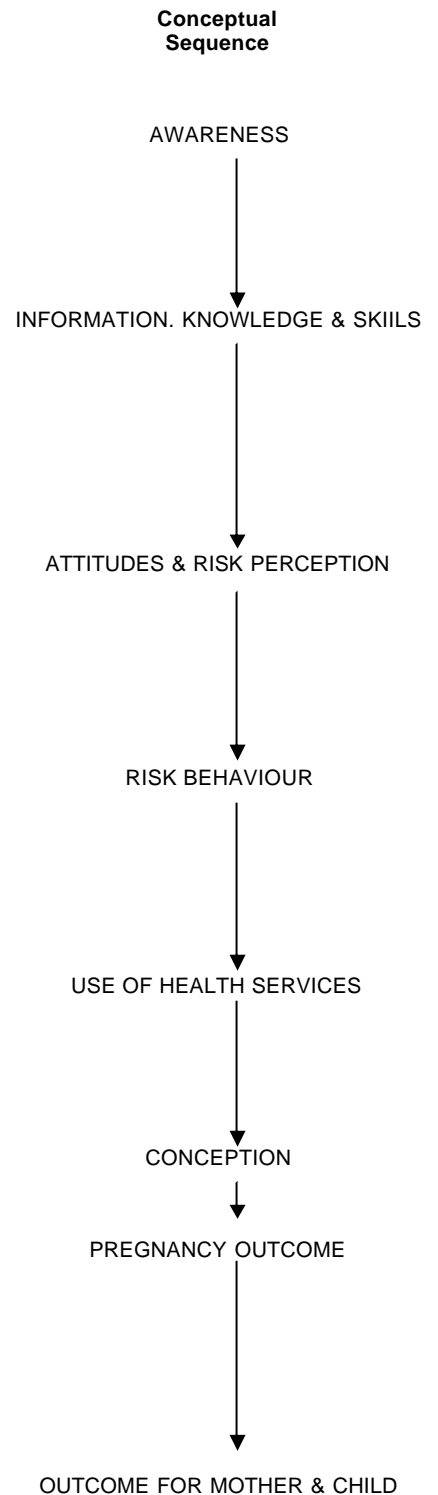 Conceptual
Sequence
AWARENESS
INFORMATION. KNOWLEDGE & SKIILS
ATTITUDES & RISK PERCEPTION
RISK BEHAVIOUR
USE OF HEALTH SERVICES
CONCEPTION
PREGNANCY OUTCOME
OUTCOME FOR MOTHER & CHILD